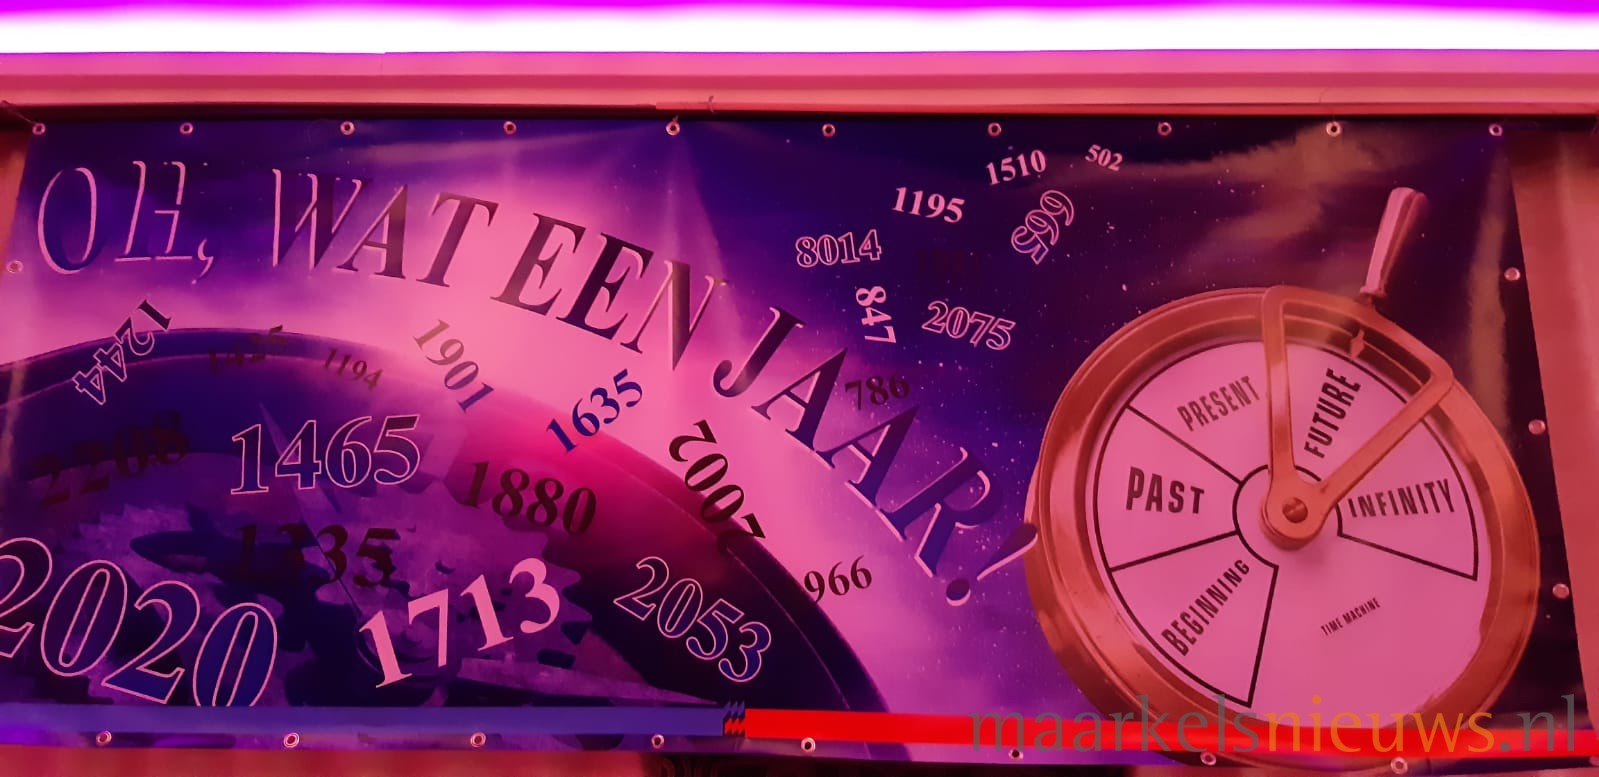 OH, WAT EEN JAAR!
1510
502
1195
665
8014
847
2075
786
1244
1194
1901
1635
2208
1465
1880
2002
1335
966
2020
1713
2053
PRESENT
FUTURE
PAST
INFINITY
BEGINNING
TIME MACHINE
maarkelsnieuws.nl